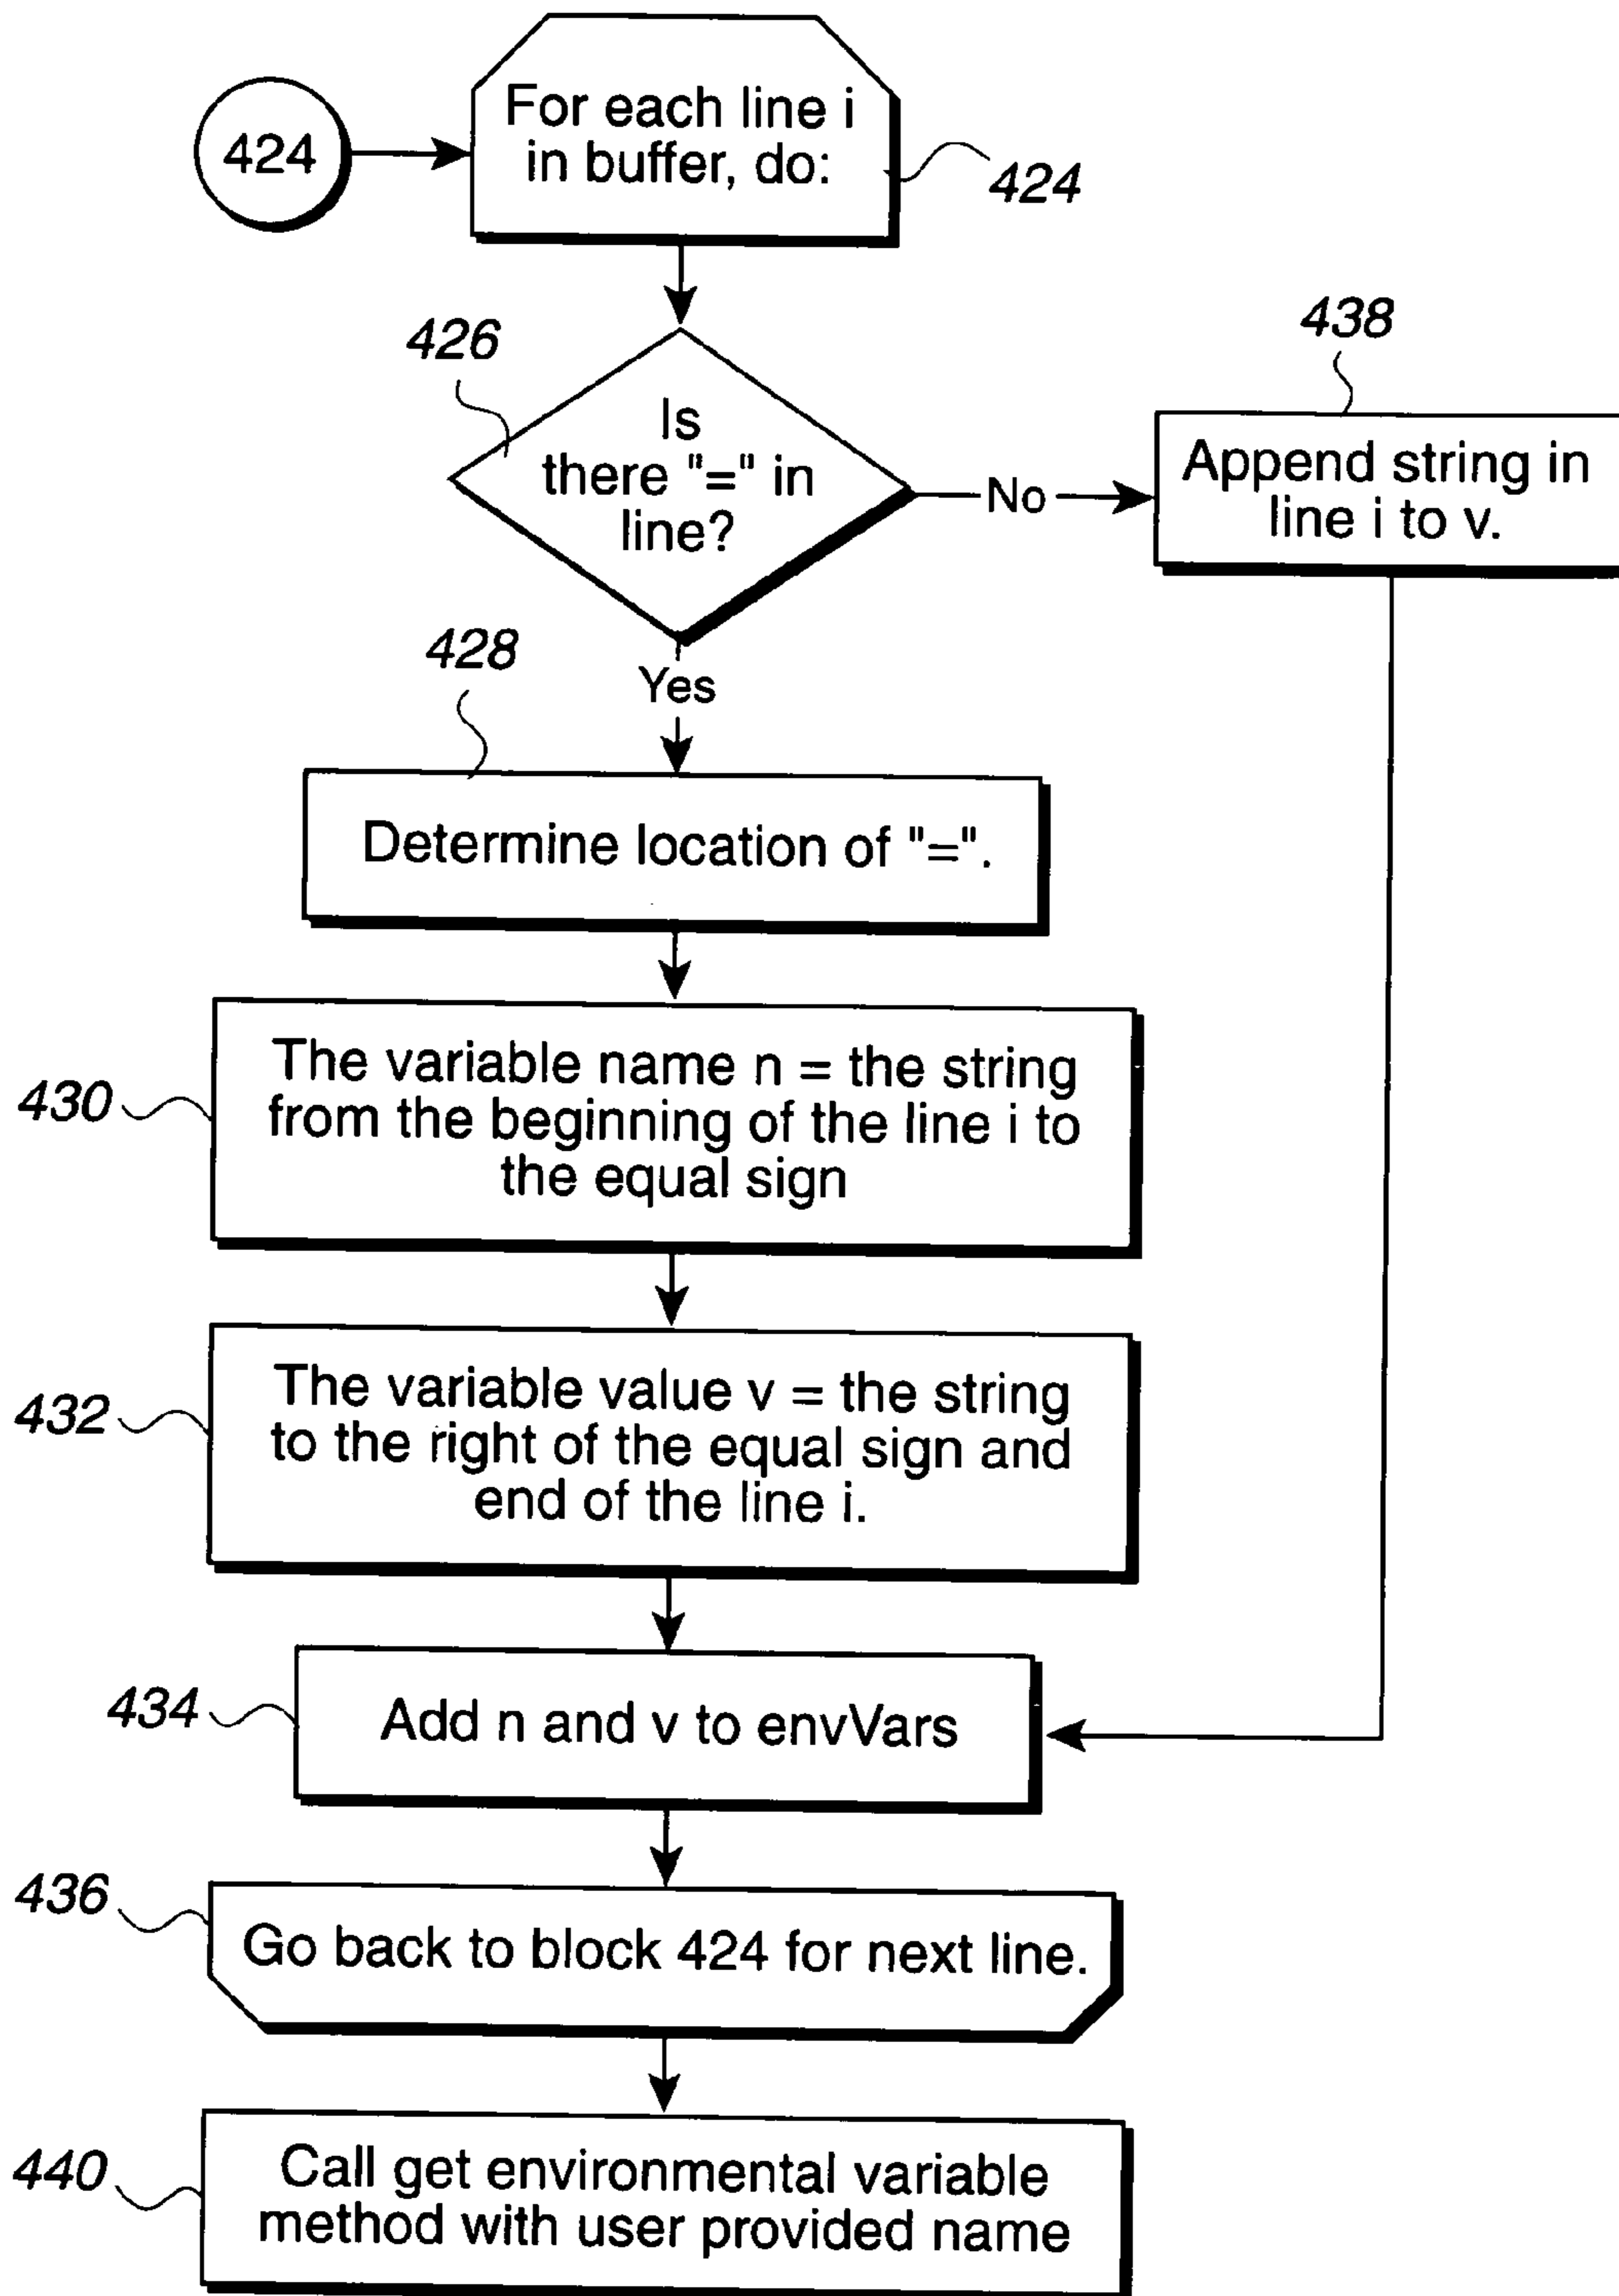 424
For each line i
in buffer, do:
424
426
Is
there "=" in
line?
No
438
Append string in
line i to v.
Yes
428
Determine location of "=".
430
The variable name n = the string
from the beginning of the line i to
the equal sign
432
The variable value v = the string
to the right of the equal sign and
end of the line i.
434
Add n and v to envVars
436
Go back to block 424 for next line.
440
Call get environmental variable
method with user provided name